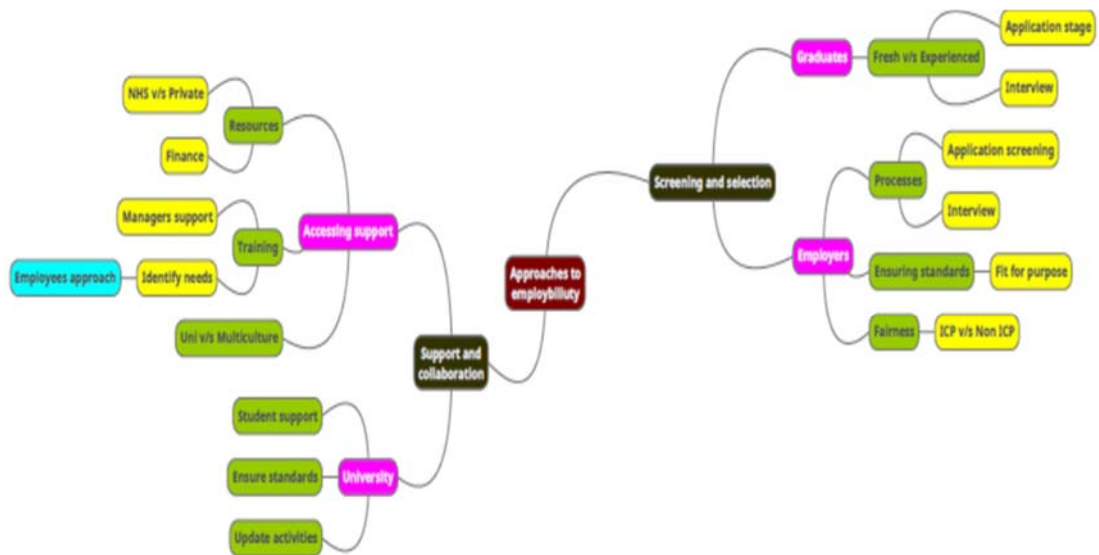 Application stage
Graduates
Fresh v/s Experienced
Interview
NHS v/s Private
Resources
Finance
Application screening
Screening and selection
Processes
Managers support
Interview
Accessing support
Training
Employers
Employees approach
Identify needs
Approaches to
employbilliuty
Ensuring standards
Fit for purpose
Uni v/s Multiculture
Fairness
ICP v/s Non ICP
Support and
collaboration
Student support
Ensure standards
University
Update activities